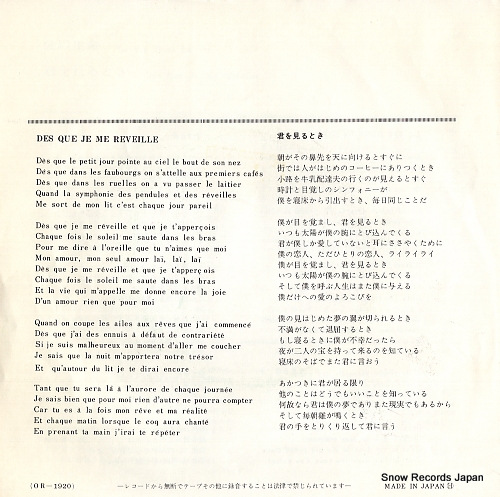 DES QUE JE ME REVEILLE
Dès que le petit jour pointe au ciel le bout de son nez
Dès que dans les faubourgs on s'attelle aux premiers cafés
Dès que dans les ruelles on a vu passer le laitier
Quand la symphonie des pendules et des réveilles
Me sort de mon lit c'est chaque jour pareil
Dès que je me réveille et que je t'apperçois
Chaque fois le soleil me saute dans les bras
Pour me dire à l'oreille que tu n'aimes que moi
Mon amour, mon seul amour laï, laï, laï
Dès que je me réveille et que je t'apperçois
Chaque fois le soleil me saute dans les bras
Et la vie qui m'appelle me donne encore la joie
D'un amour rien que pour moi
Quand on coupe les ailes aux rêves que j'ai commencé
Dès que j'ai des ennuis à défaut de contrariété
Si je suis malheureux au moment d'aller me coucher
Je sais que la nuit m'apportera notre trésor
Et qu'autour du lit je te dirai encore
Tant que tu sera là à l'aurore de chaque journée
Je sais bien que pour moi rien d'autre ne pourra compter
Car tu es à la fois mon rêve et ma réalité
Et chaque matin lorsque le coq aura chanté
En prenant ta main j'irai te répéter
君を見るとき
朝がその鼻先を天に向けるとすぐに
街では人がはじめのコーヒーにありつくとき
小路を牛乳配達夫の行くのが見えるとすぐ
時計と目覚しのシンフォニーが
僕を寝床から引出すとき、毎日同じことだ
僕が目を覚まし、君を見るとき
いつも太陽が僕の腕にとび込んでくる
君が僕しか愛していないと耳にささやくために
僕の恋人、ただひとりの恋人、ライライライ
僕が目を覚まし、君を見るとき
いつも太陽が僕の腕にとび込んでくる
そして僕を呼ぶ人生はまた僕に与える
僕だけへの愛のよろこびを
僕の見はじめた夢の翼が切られるとき
不満がなくて退屈するとき
もし寝るときに僕が不幸だったら
夜が二人の宝を持って来るのを知っている
寝床のそばでまた君に言おう
あかつきに君が居る限り
他のことはどうでもいいことを知っている
何故なら君は僕の夢でありまた現実でもあるから
そして毎朝雞が鳴くとき
君の手をとりくり返して君に言う
(OR—1920)
—レコードから無断でテープその他に録音することは法律で禁じられています—
MADE IN JAPAN
Snow Records Japan